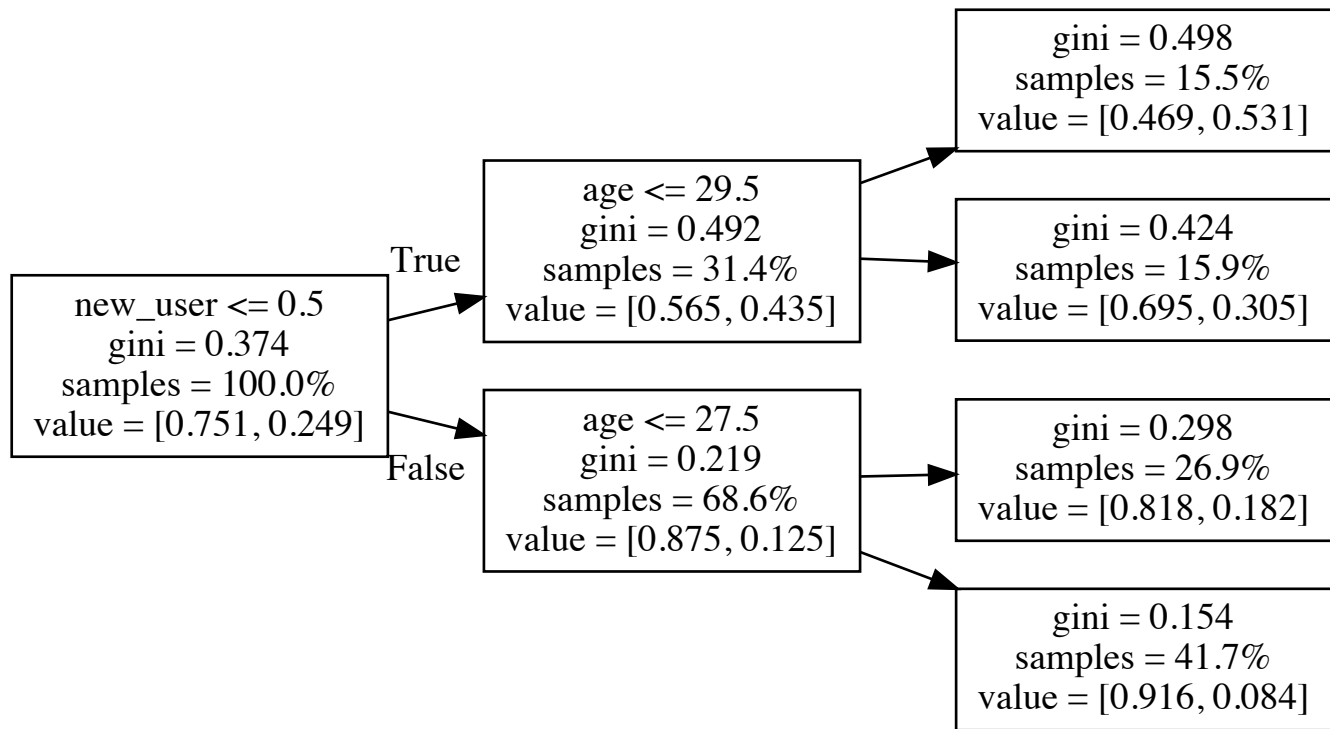 new_user <= 0.5
gini = 0.374
samples = 100.0%
value = [0.751, 0.249]
True
False
age <= 29.5
gini = 0.492
samples = 31.4%
value = [0.565, 0.435]
age <= 27.5
gini = 0.219
samples = 68.6%
value = [0.875, 0.125]
gini = 0.498
samples = 15.5%
value = [0.469, 0.531]
gini = 0.424
samples = 15.9%
value = [0.695, 0.305]
gini = 0.298
samples = 26.9%
value = [0.818, 0.182]
gini = 0.154
samples = 41.7%
value = [0.916, 0.084]